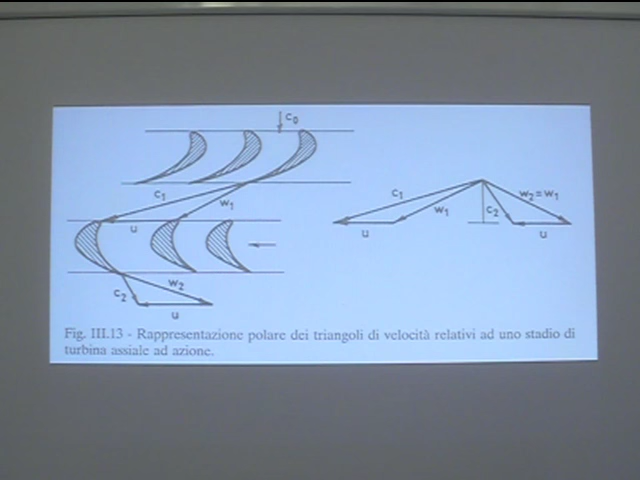 c0
c1
w1
u
c2
w2
u
c1
w1
c2
w2=w1
u
u
Fig. III.13 - Rappresentazione polare dei triangoli di velocità relativi ad uno stadio di
turbina assiale ad azione.